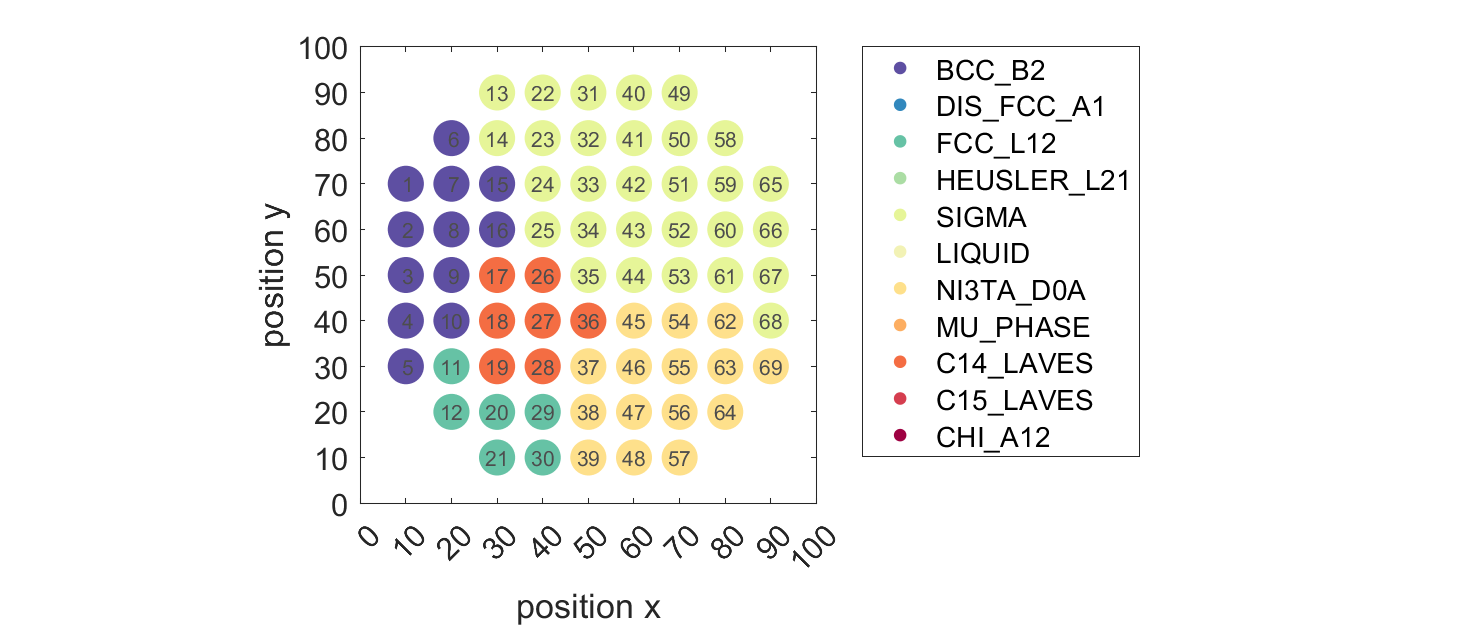 100
90 13 22 31 40 49
80 6 14 23 32 41 50 58
70 1 7 15 24 33 42 51 59 65
60 2 8 16 25 34 43 52 60 66
50 3 9 17 26 35 44 53 61 67
40 4 10 18 27 36 45 54 62 68
30 5 11 19 28 37 46 55 63 69
20 12 20 29 38 47 56 64
10 21 30 39 48 57
0
0 10 20 30 40 50 60 70 80 90 100
position x
position y
BCC_B2
DIS_FCC_A1
FCC_L12
HEUSLER_L21
SIGMA
LIQUID
NI3TA_D0A
MU_PHASE
C14_LAVES
C15_LAVES
CHI_A12